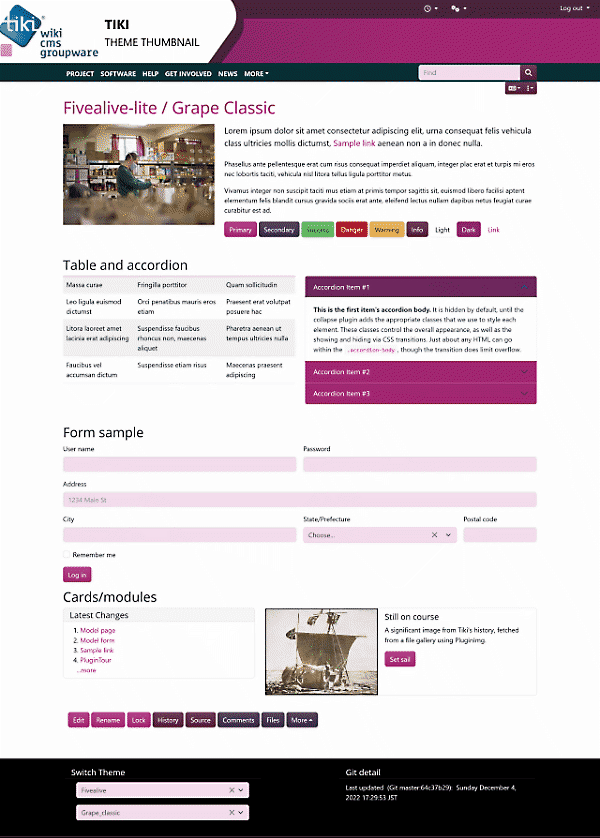 Log out
tiki
wiki
cms
groupware
TIKI
THEME THUMBNAIL
PROJECT SOFTWARE HELP GET INVOLVED NEWS MORE
Find
Fivealive-lite / Grape Classic
Lorem ipsum dolor sit amet consectetur adipiscing elit, urna consequat felis vehicula
class ultricies mollis dictumst, Sample link aenean non a in donec nulla.
Phasellus ante pellentesque erat cum risus consequat imperdiet aliquam, integer plac erat et turpis mi eros
nec lobortis taciti, vehicula nisl litora tellus ligula porttitor metus.
Vivamus integer non suscipit taciti mus etiam at primis tempor sagittis sit, euismod libero facilisi aptent
elementum felis blandit cursus gravida sociis erat ante, eleifend lectus nullam dapibus netus feugiat curae
curabitur est ad.
Primary Secondary Success Danger Warning Info Light Dark Link
Table and accordion
Massa curae Fringilla porttitor Quam sollicitudin
Leo ligula euismod Orci penatibus mauris eros Praesent erat volutpat
dictumst etiam posuere hac
Litora laoreet amet Suspendisse faucibus Pharetra aenean ut
lacinia erat adipiscing rhoncus non, maecenas tempus ultricies nulla
aliquet
Faucibus vel Suspendisse etiam risus Maecenas praesent
accumsan dictum adipiscing
Accordion Item #1
This is the first item's accordion body. It is hidden by default, until the
collapse plugin adds the appropriate classes that we use to style each
element. These classes control the overall appearance, as well as the
showing and hiding via CSS transitions. Just about any HTML can go
within the .accordion-body, though the transition does limit overflow.
Accordion Item #2
Accordion Item #3
Form sample
User name Password
Address
1234 Main St
City State/Prefecture Postal code
Choose...
Remember me
Log in
Cards/modules
Latest Changes
1. Model page
2. Model form
3. Sample link
4. PluginTour
...more
Still on course
A significant image from Tiki's history, fetched
from a file gallery using PluginImg.
Set sail
Edit Rename Lock History Source Comments Files More
Switch Theme
Fivealive
Grape_classic
Git detail
Last updated (Git master:64c37b29): Sunday December 4,
2022 17:29:53 JST